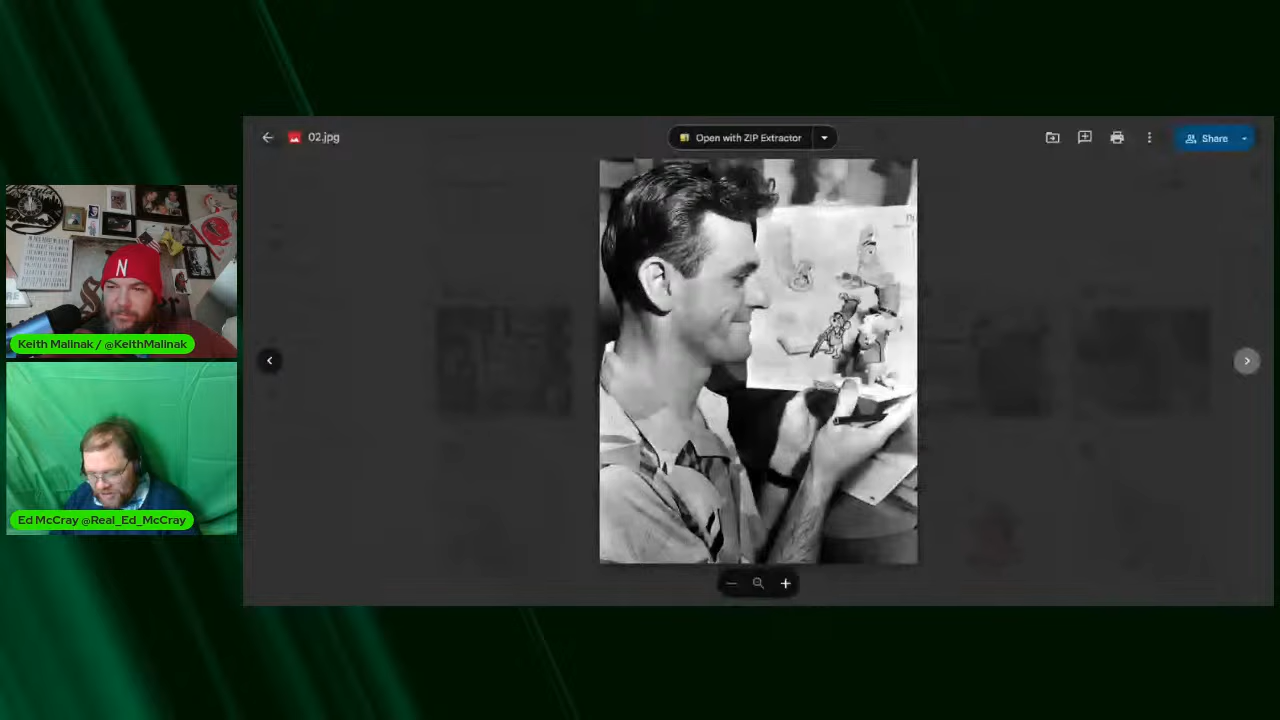 02.jpg
Open with ZIP Extractor
Share
N
Keith Malinak / @KeithMalinak
Ed McCray @Real_Ed_McCray